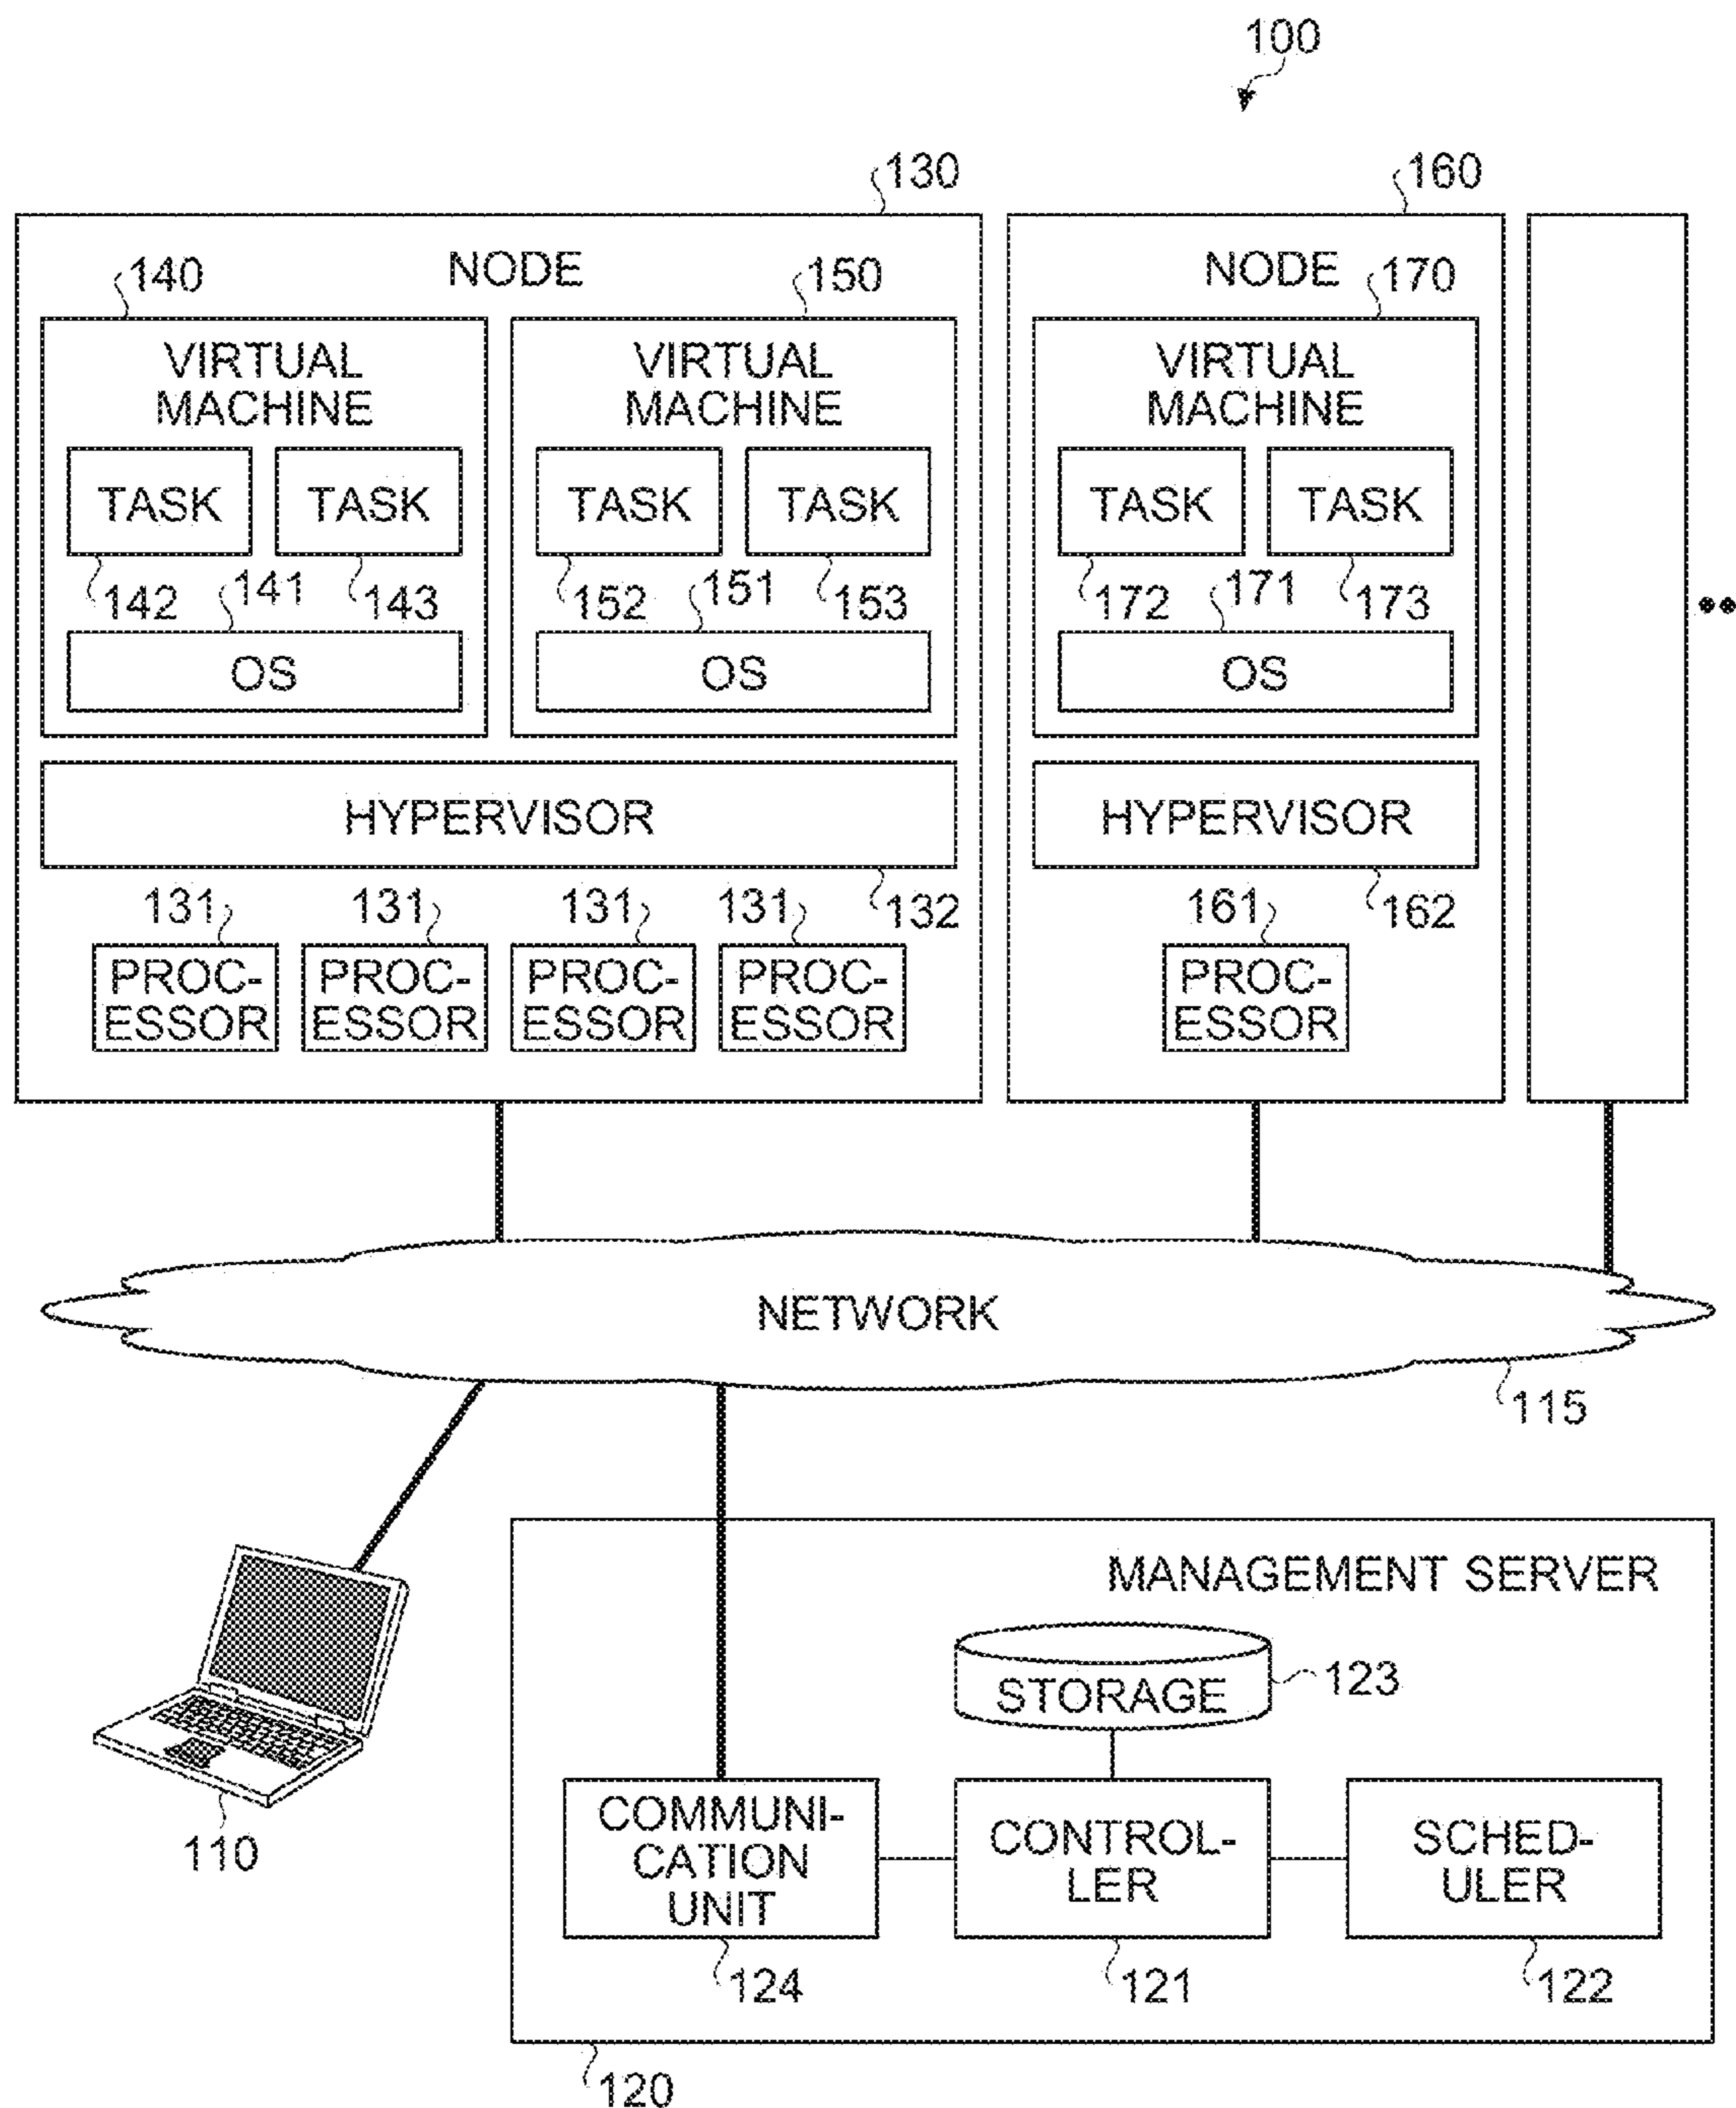 100
130
160
NODE
NODE
140
150
170
VIRTUAL
MACHINE
VIRTUAL
MACHINE
VIRTUAL
MACHINE
TASK
TASK
TASK
TASK
TASK
TASK
142
141
143
152
151
153
172
171
173
OS
OS
OS
HYPERVISOR
HYPERVISOR
131
131
131
131
132
161
162
PROC-
ESSOR
PROC-
ESSOR
PROC-
ESSOR
PROC-
ESSOR
PROC-
ESSOR
NETWORK
115
MANAGEMENT SERVER
STORAGE
123
110
COMMUNI-
CATION
UNIT
CONTROL-
LER
SCHED-
ULER
124
121
122
120